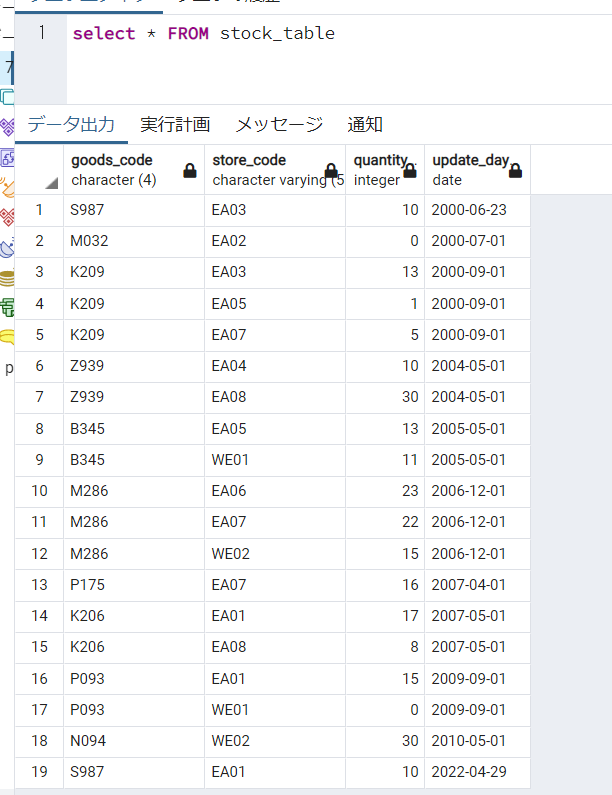 1 select * FROM stock_table
データ出力 実行計画 メッセージ 通知
goods_code store_code quantity update_day
character (4) character varying (5 integer date
1 S987 EA03 10 2000-06-23
2 M032 EA02 0 2000-07-01
3 K209 EA03 13 2000-09-01
4 K209 EA05 1 2000-09-01
5 K209 EA07 5 2000-09-01
6 Z939 EA04 10 2004-05-01
7 Z939 EA08 30 2004-05-01
8 B345 EA05 13 2005-05-01
9 B345 WE01 11 2005-05-01
10 M286 EA06 23 2006-12-01
11 M286 EA07 22 2006-12-01
12 M286 WE02 15 2006-12-01
13 P175 EA07 16 2007-04-01
14 K206 EA01 17 2007-05-01
15 K206 EA08 8 2007-05-01
16 P093 EA01 15 2009-09-01
17 P093 WE01 0 2009-09-01
18 N094 WE02 30 2010-05-01
19 S987 EA01 10 2022-04-29